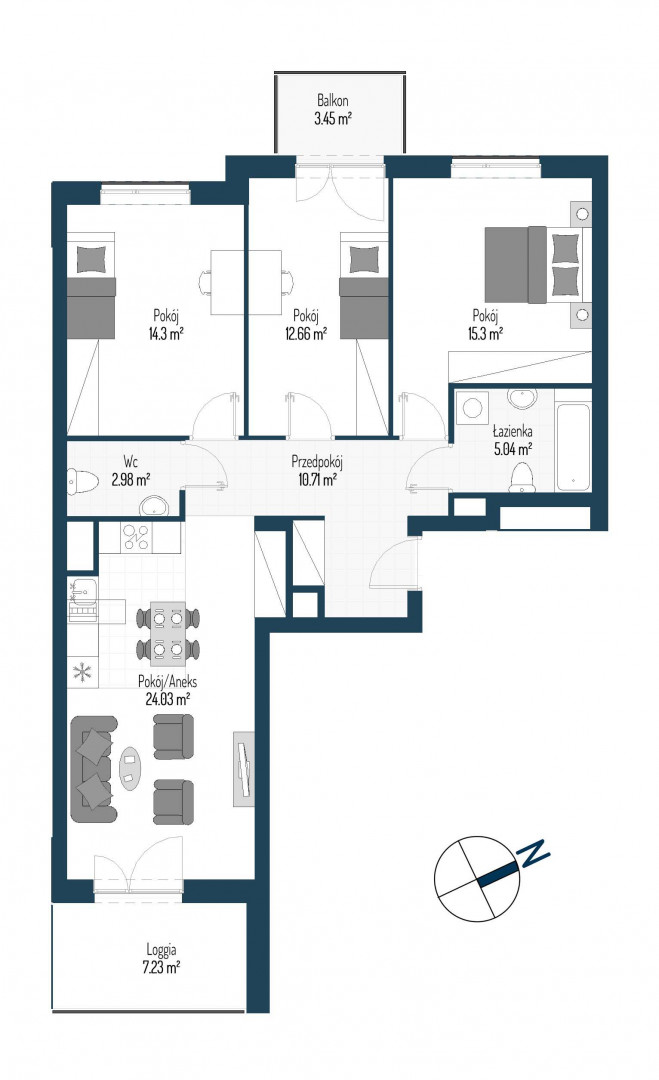 Balkon
3.45 m²
Pokój
14.3 m²
Pokój
12.66 m²
Pokój
15.3 m²
Łazienka
5.04 m²
Wc
2.98 m²
Przedpokój
10.71 m²
Pokój/Aneks
24.03 m²
N
Loggia
7.23 m²